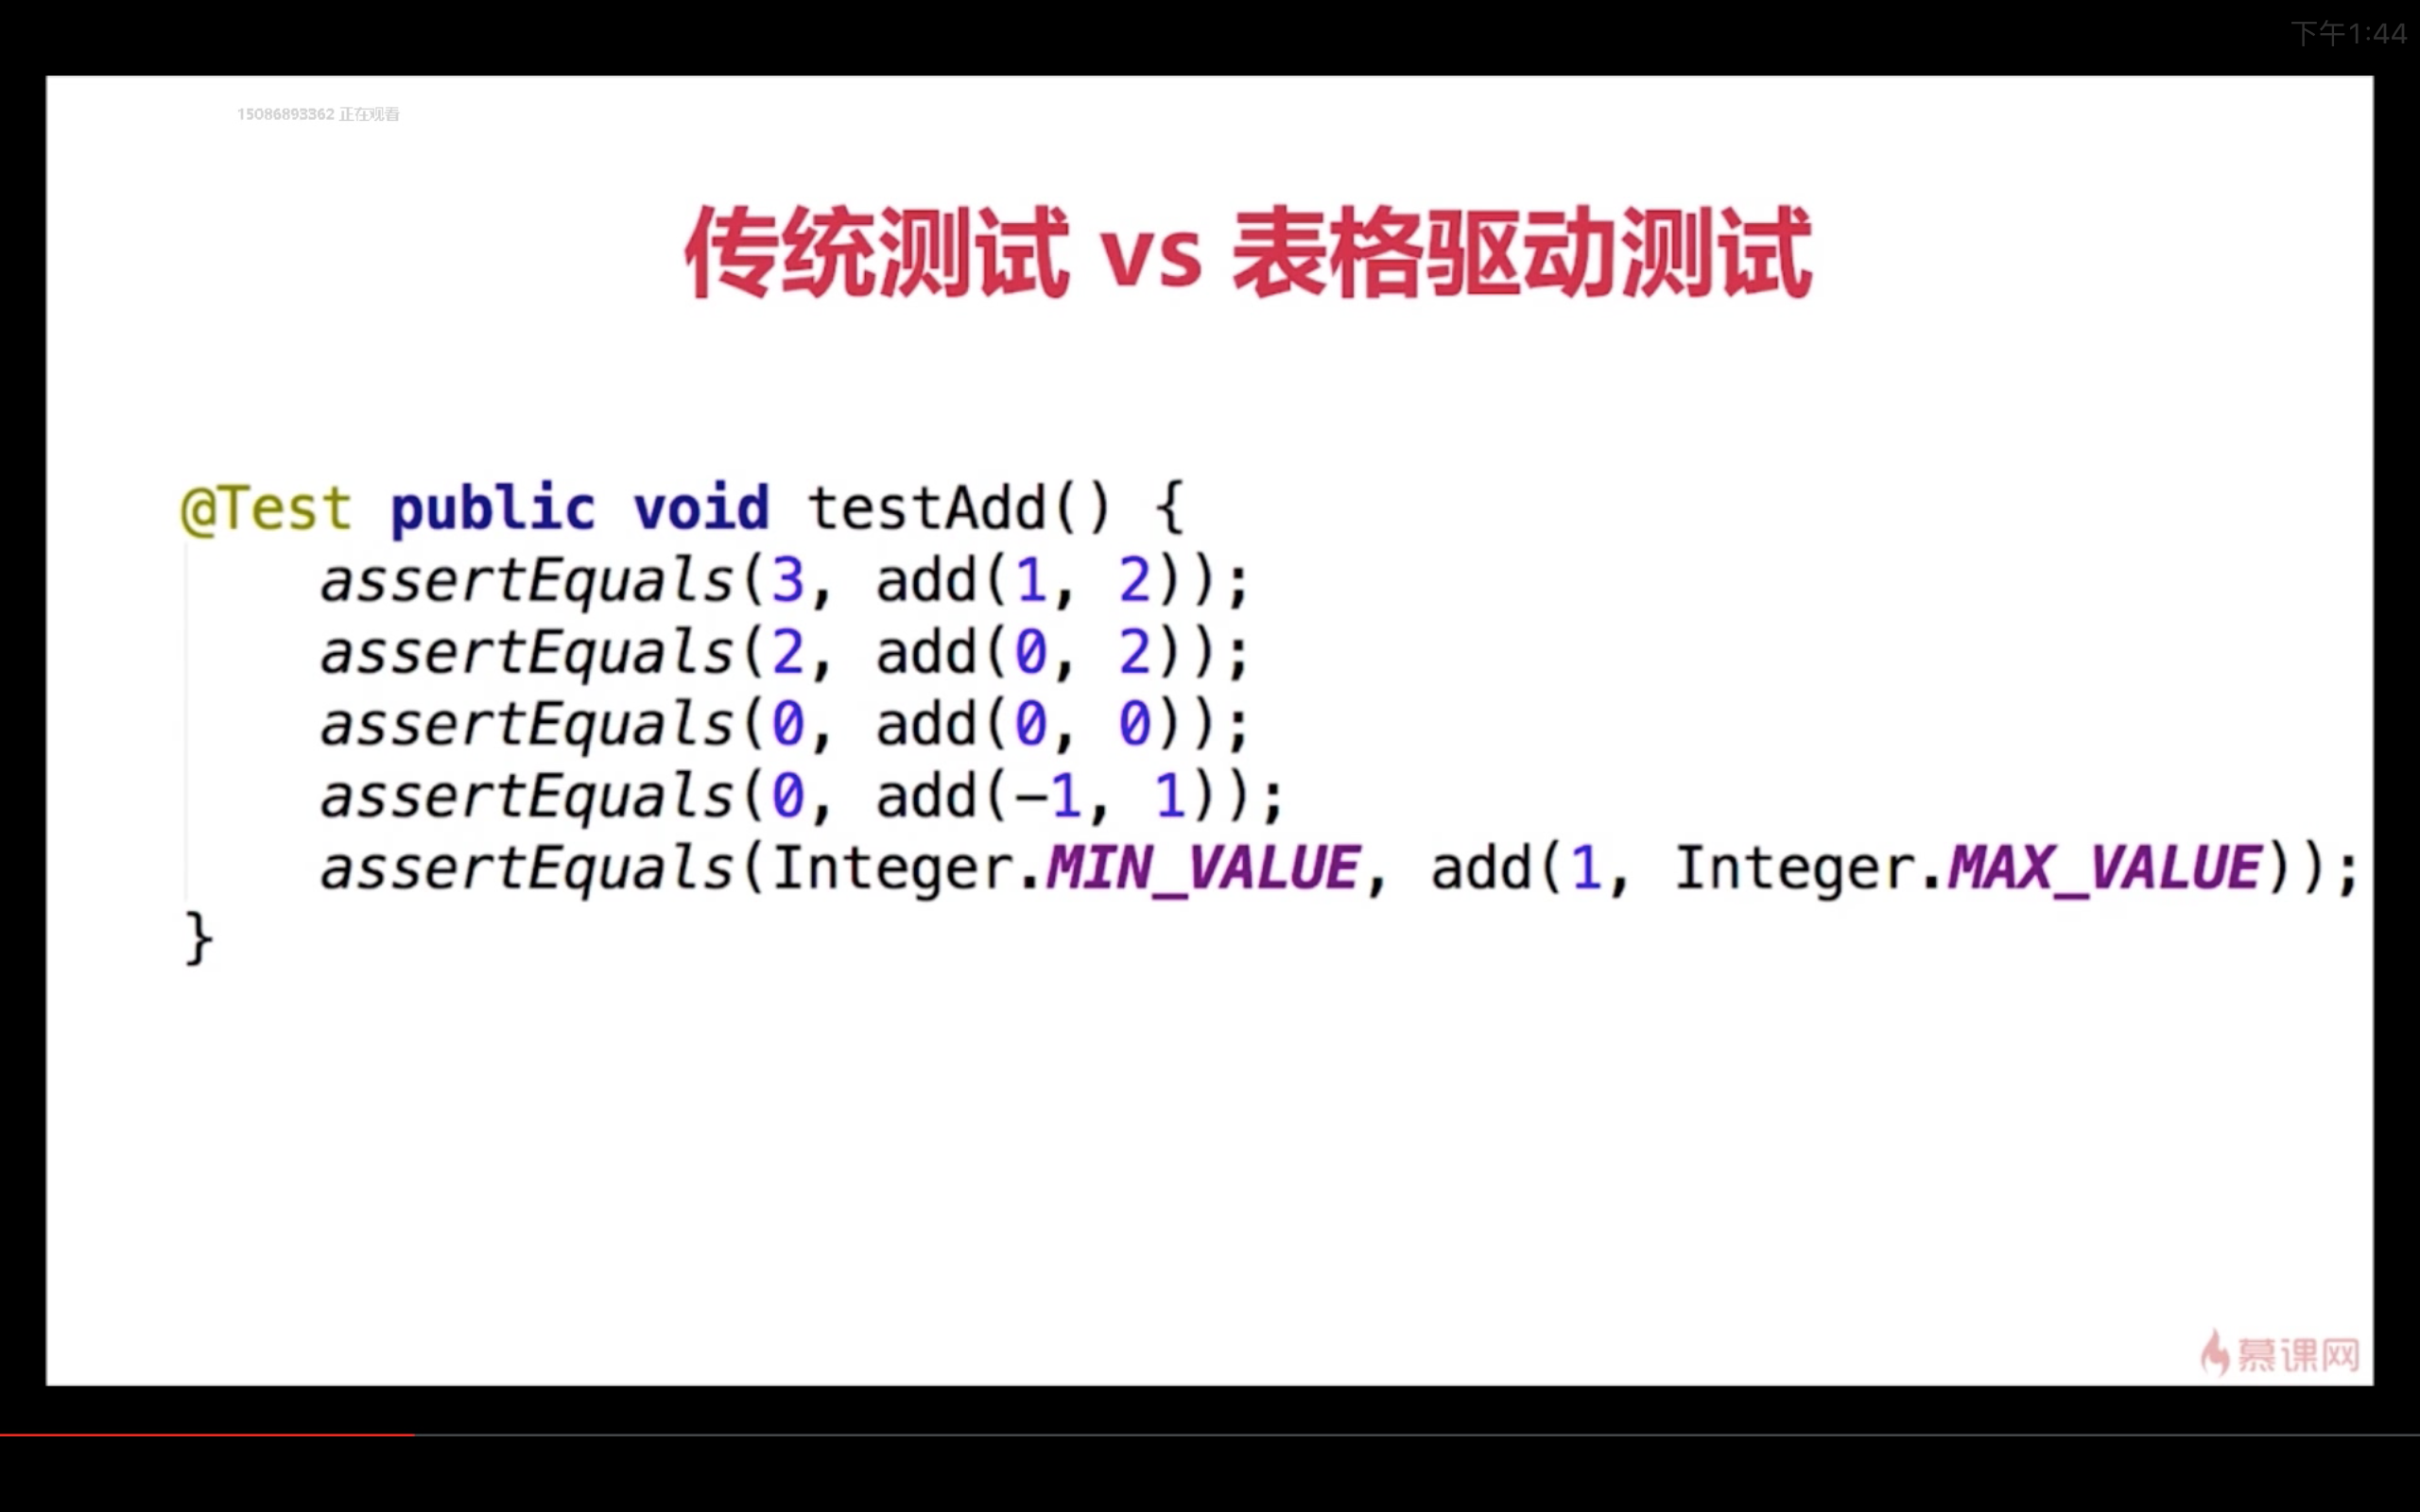 下午1:44
15086893362 正在观看
传统测试 vs 表格驱动测试
@Test public void testAdd() {
    assertEquals(3, add(1, 2));
    assertEquals(2, add(0, 2));
    assertEquals(0, add(0, 0));
    assertEquals(0, add(−1, 1));
    assertEquals(Integer.MIN_VALUE, add(1, Integer.MAX_VALUE));
}
慕课网